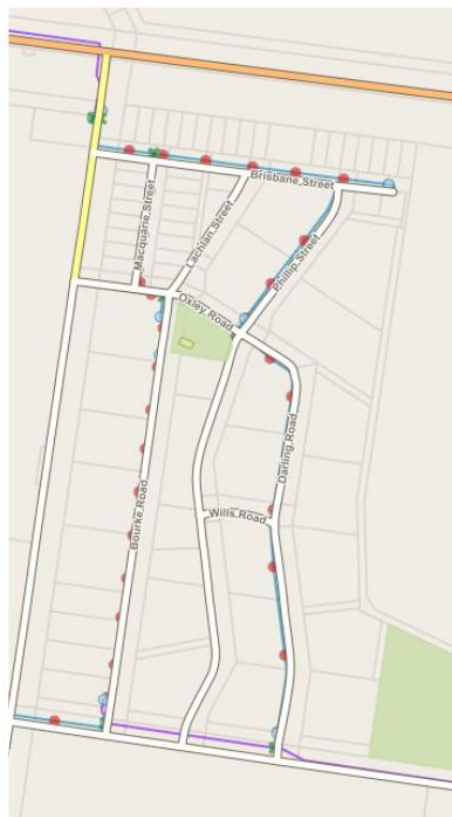 Brisbane Street
Macquarie Street
Lachlan Street
Phillip Street
Oxley Road
Darling Road
Wills Road
Bourke Road